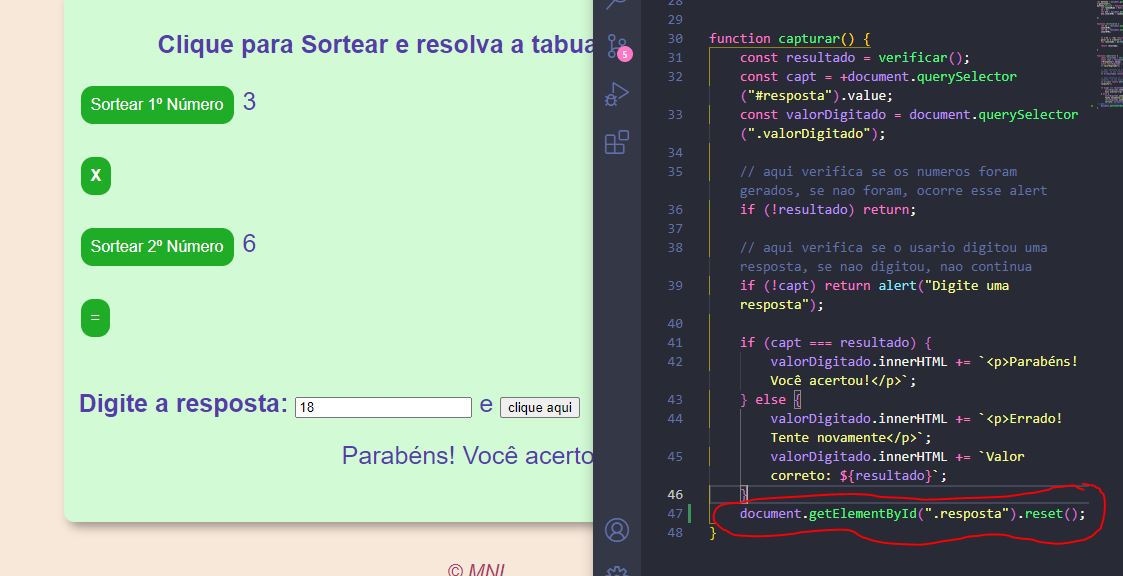 Clique para Sortear e resolva a tabua
Sortear 1º Número 3
X
Sortear 2º Número 6
=
Digite a resposta: 18 e clique aqui
Parabéns! Você acerto
© MNI
5
28
29
30 function capturar() {
31 const resultado = verificar();
32 const capt = +document.querySelector
("#resposta").value;
33 const valorDigitado = document.querySelector
(".valorDigitado");
34
35 // aqui verifica se os numeros foram
gerados, se nao foram, ocorre esse alert
36 if (!resultado) return;
37
38 // aqui verifica se o usario digitou uma
resposta, se nao digitou, nao continua
39 if (!capt) return alert("Digite uma
resposta");
40
41 if (capt === resultado) {
42 valorDigitado.innerHTML += `<p>Parabéns!
Você acertou!</p>`;
43 } else {
44 valorDigitado.innerHTML += `<p>Errado!
Tente novamente</p>`;
45 valorDigitado.innerHTML += `Valor
correto: ${resultado}`;
46 }
47 document.getElementById(".resposta").reset();
48 }